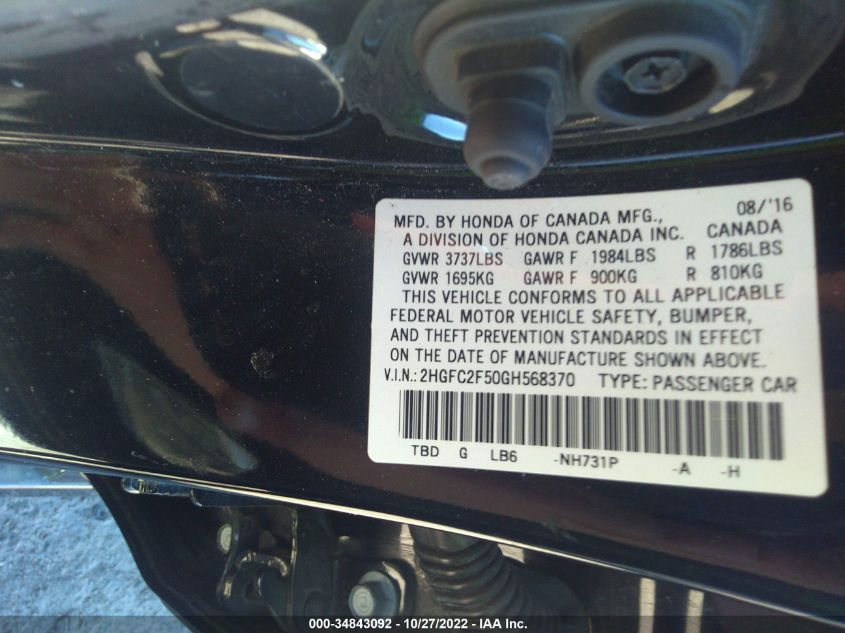 MFD. BY HONDA OF CANADA MFG., 08/'16
A DIVISION OF HONDA CANADA INC. CANADA
GVWR 3737LBS GAWR F 1984LBS R 1786LBS
GVWR 1695KG GAWR F 900KG R 810KG
THIS VEHICLE CONFORMS TO ALL APPLICABLE
FEDERAL MOTOR VEHICLE SAFETY, BUMPER,
AND THEFT PREVENTION STANDARDS IN EFFECT
ON THE DATE OF MANUFACTURE SHOWN ABOVE.
V.I.N.: 2HGFC2F50GH568370 TYPE: PASSENGER CAR
TBD G LB6 -NH731P -A -H
000-34843092 - 10/27/2022 - IAA Inc.